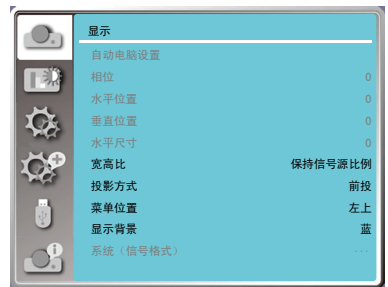 显示
自动电脑设置
相位 0
水平位置 0
垂直位置 0
水平尺寸 0
宽高比 保持信号源比例
投影方式 前投
菜单位置 左上
显示背景 蓝
系统（信号格式） ---